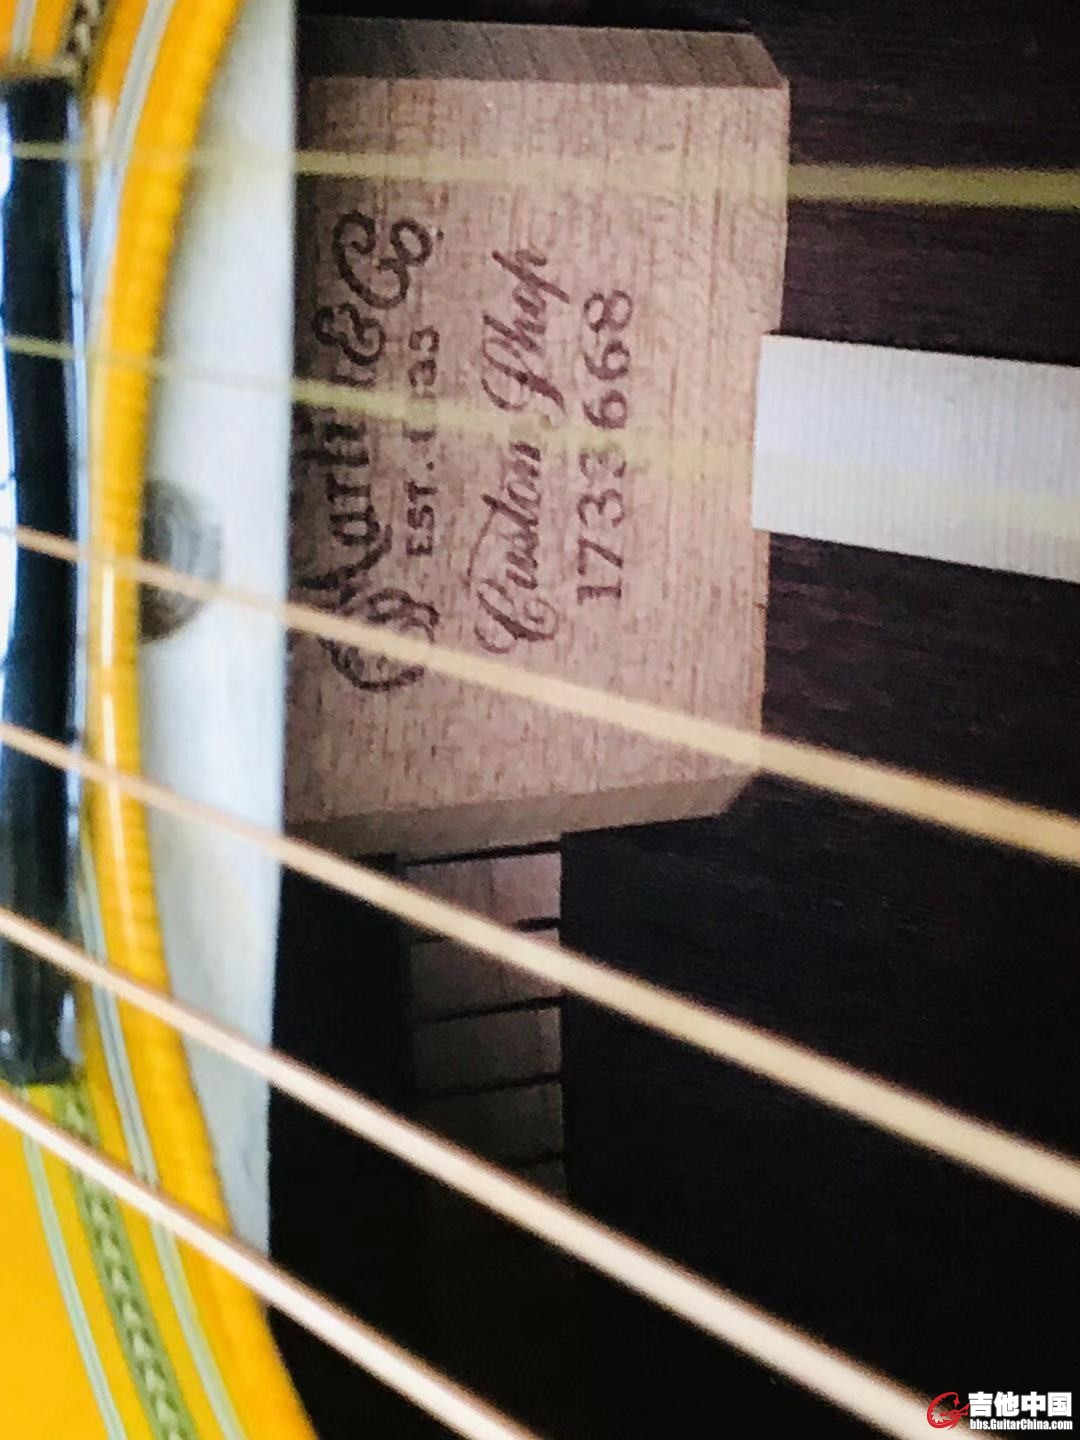 Martin & Co
EST. 1833
Custom Shop
1733668
吉他中国
bbs.GuitarChina.com